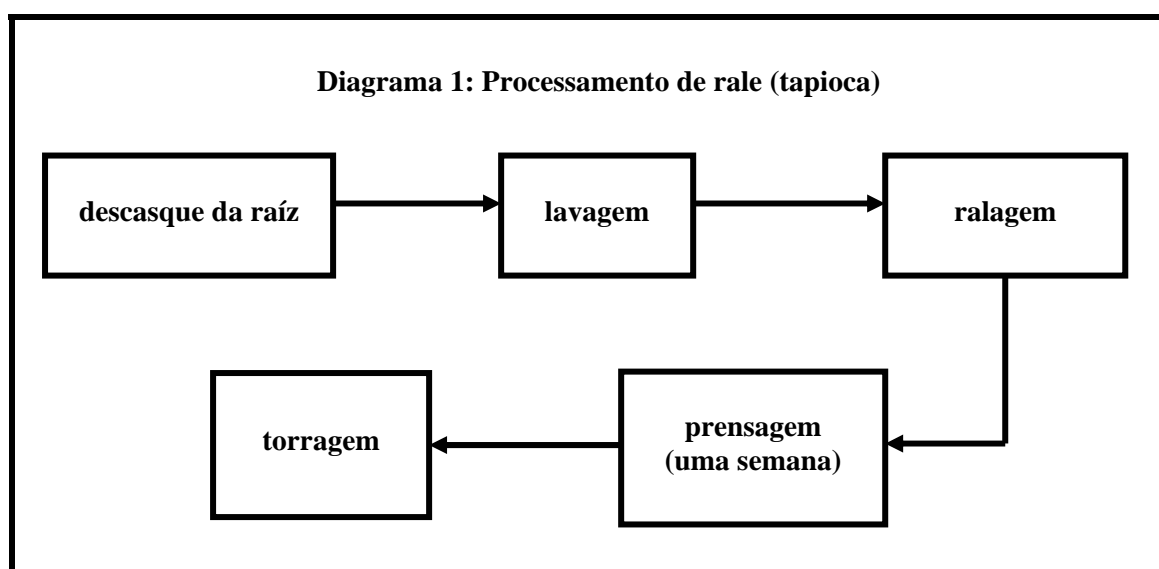 Diagrama 1: Processamento de rale (tapioca)
descasque da raíz
lavagem
ralagem
prensagem
(uma semana)
torragem